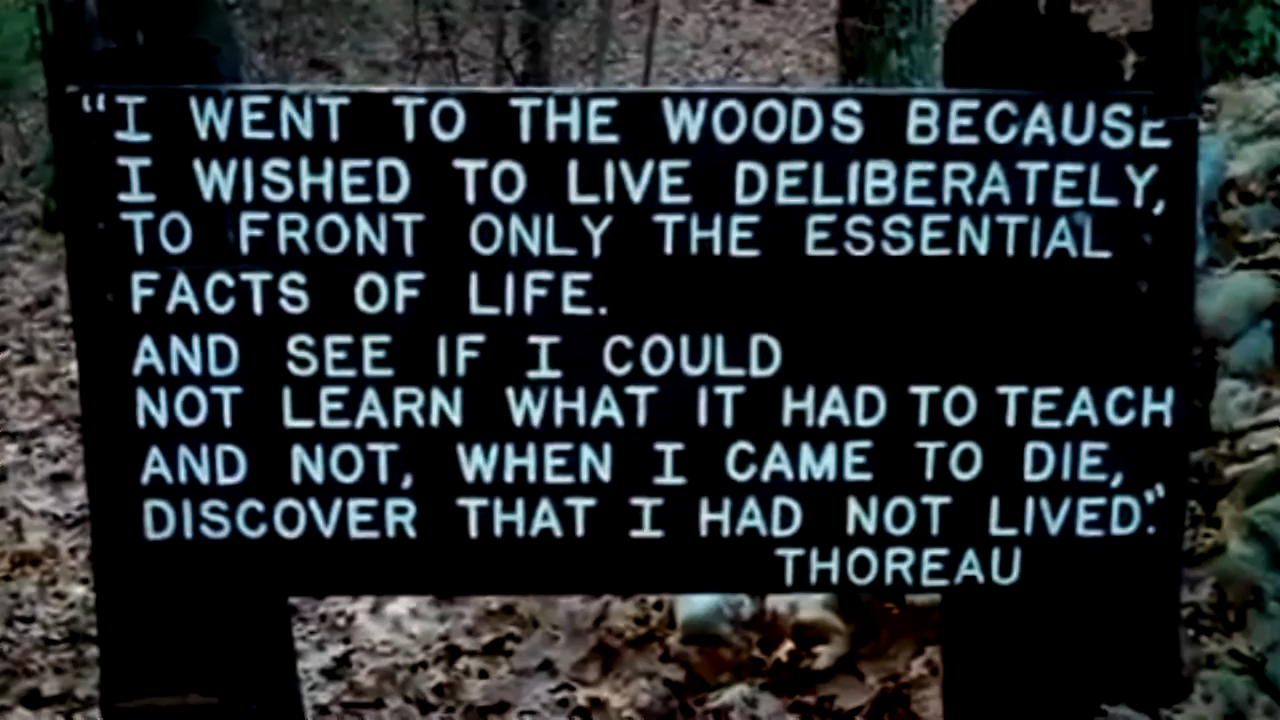 "I WENT TO THE WOODS BECAUSE
I WISHED TO LIVE DELIBERATELY,
TO FRONT ONLY THE ESSENTIAL
FACTS OF LIFE.
AND SEE IF I COULD
NOT LEARN WHAT IT HAD TO TEACH
AND NOT, WHEN I CAME TO DIE,
DISCOVER THAT I HAD NOT LIVED."
THOREAU